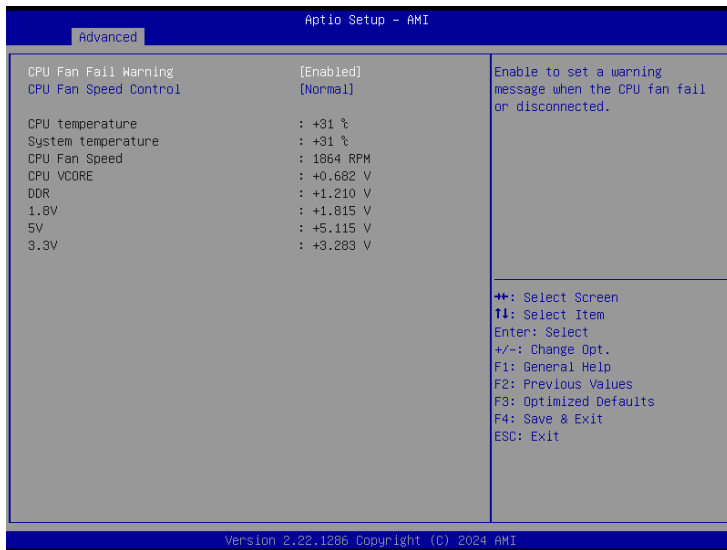 Aptio Setup – AMI
Advanced
CPU Fan Fail Warning [Enabled]
CPU Fan Speed Control [Normal]
CPU temperature : +31 ℃
System temperature : +31 ℃
CPU Fan Speed : 1864 RPM
CPU VCORE : +0.682 V
DDR : +1.210 V
1.8V : +1.815 V
5V : +5.115 V
3.3V : +3.283 V
Enable to set a warning
message when the CPU fan fail
or disconnected.
→←: Select Screen
↑↓: Select Item
Enter: Select
+/-: Change Opt.
F1: General Help
F2: Previous Values
F3: Optimized Defaults
F4: Save & Exit
ESC: Exit
Version 2.22.1286 Copyright (C) 2024 AMI